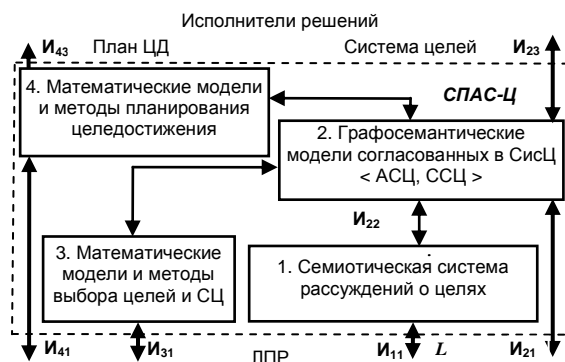 Исполнители решений
И43 План ЦД Система целей И23
4. Математические модели
и методы планирования
целедостижения
СПАС-Ц
2. Графосемантические
модели согласованных в СисЦ
< АСЦ, ССЦ >
И22
3. Математические
модели и методы
выбора целей и СЦ
1. Семиотическая система
рассуждений о целях
И41 И31 ЛПР И11 L И21